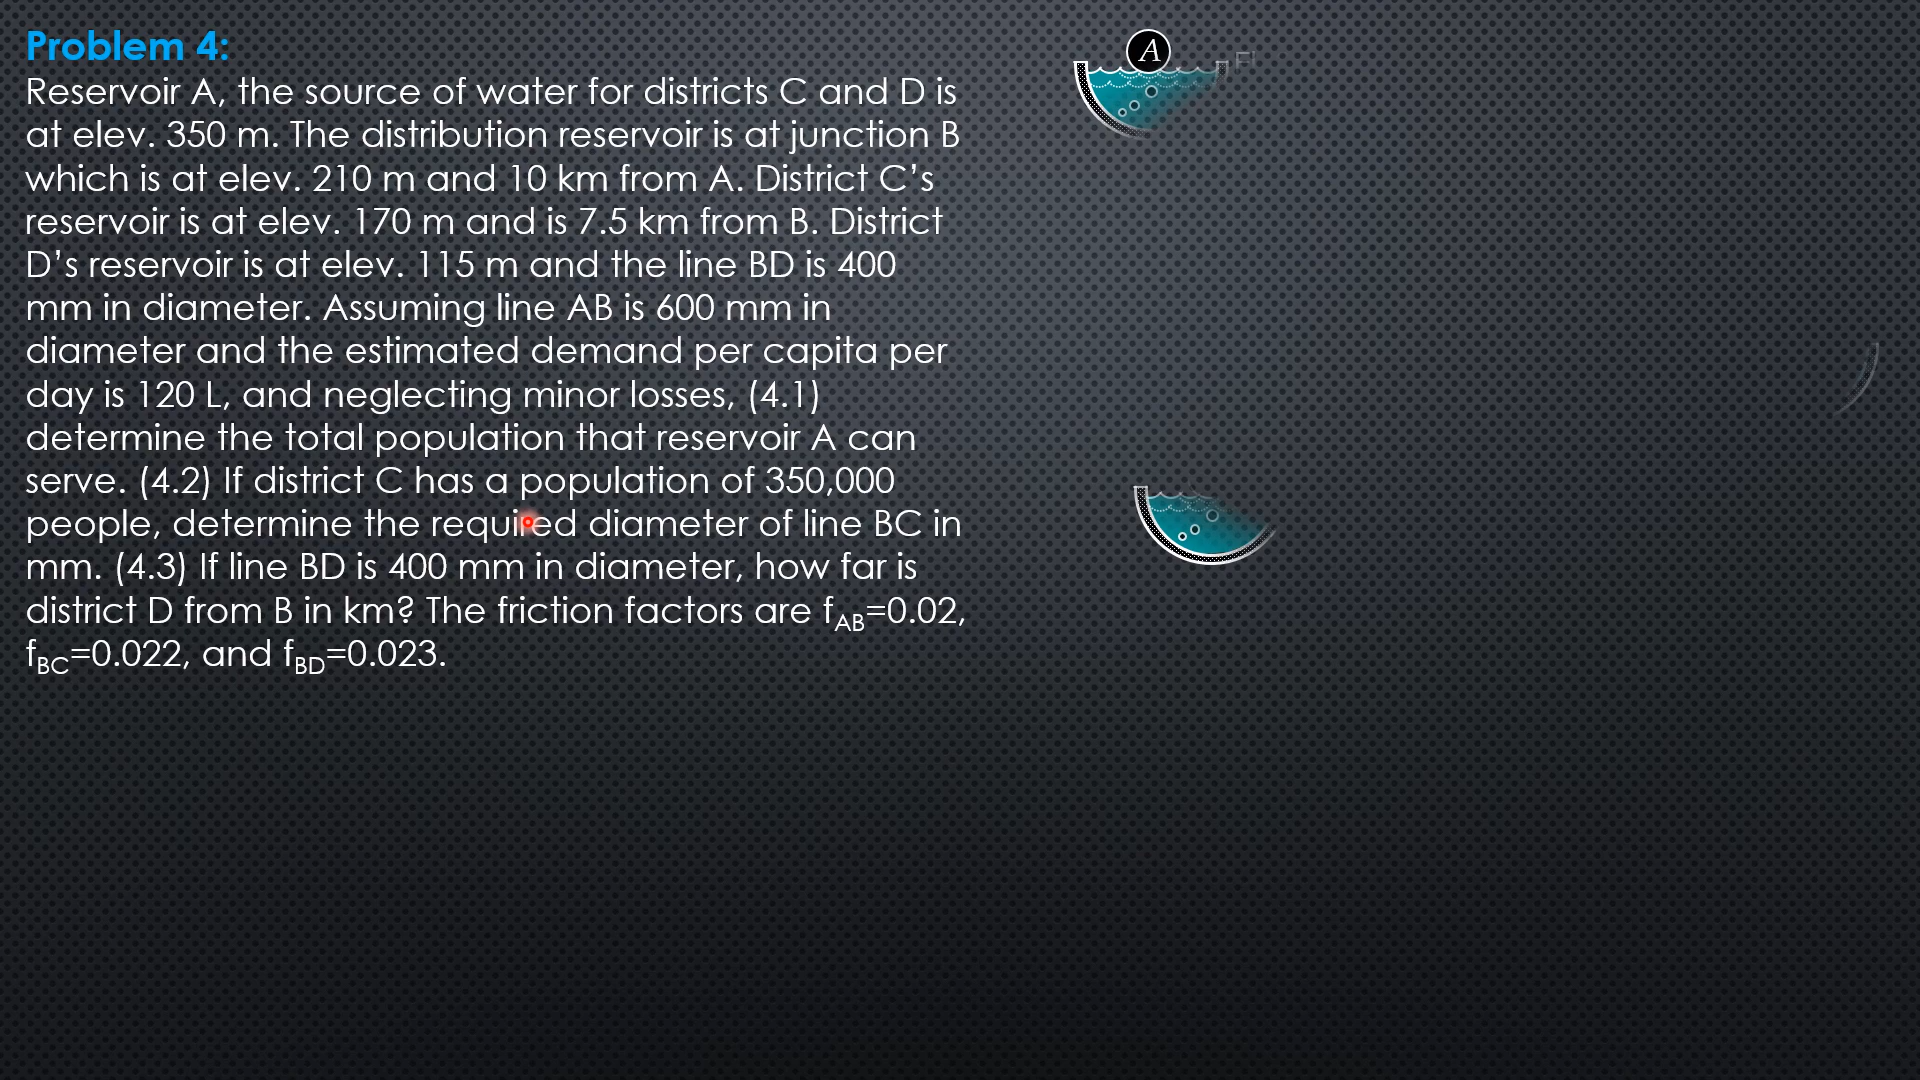 Problem 4:
Reservoir A, the source of water for districts C and D is
at elev. 350 m. The distribution reservoir is at junction B
which is at elev. 210 m and 10 km from A. District C’s
reservoir is at elev. 170 m and is 7.5 km from B. District
D’s reservoir is at elev. 115 m and the line BD is 400
mm in diameter. Assuming line AB is 600 mm in
diameter and the estimated demand per capita per
day is 120 L, and neglecting minor losses, (4.1)
determine the total population that reservoir A can
serve. (4.2) If district C has a population of 350,000
people, determine the required diameter of line BC in
mm. (4.3) If line BD is 400 mm in diameter, how far is
district D from B in km? The friction factors are fAB=0.02,
fBC=0.022, and fBD=0.023.
A